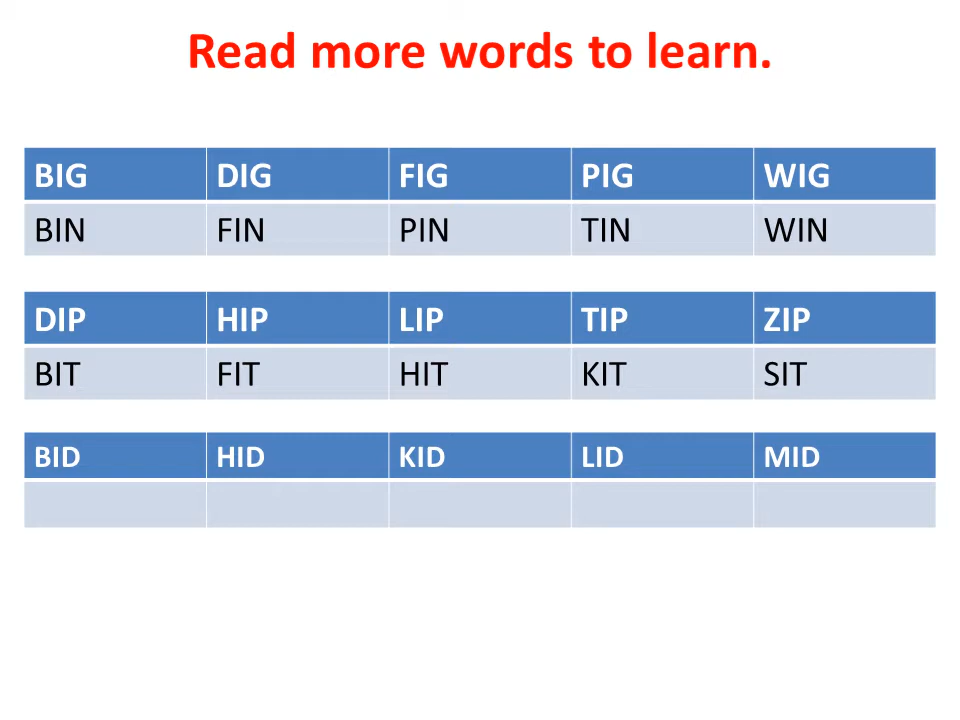 Read more words to learn.
BIG DIG FIG PIG WIG
BIN FIN PIN TIN WIN
DIP HIP LIP TIP ZIP
BIT FIT HIT KIT SIT
BID HID KID LID MID